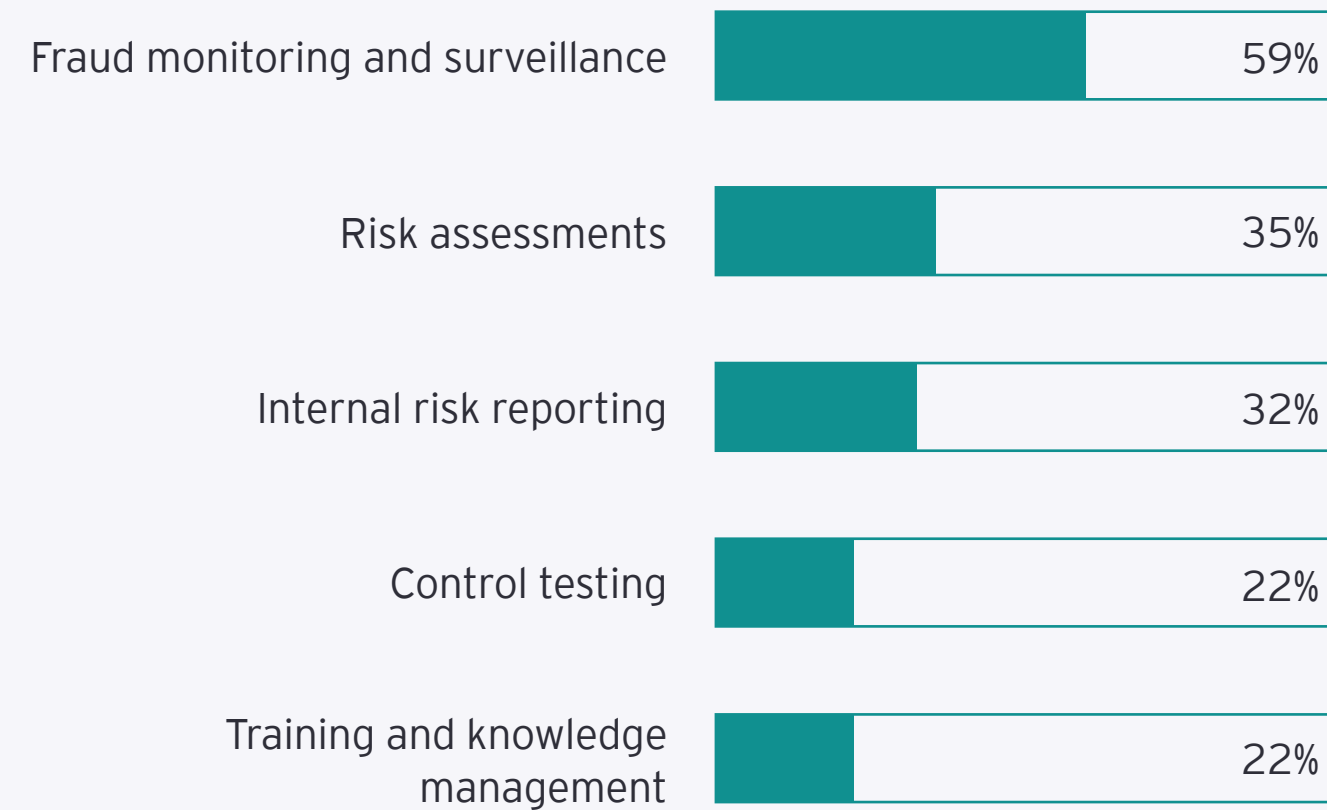 Fraud monitoring and surveillance 59%
Risk assessments 35%
Internal risk reporting 32%
Control testing 22%
Training and knowledge
management 22%